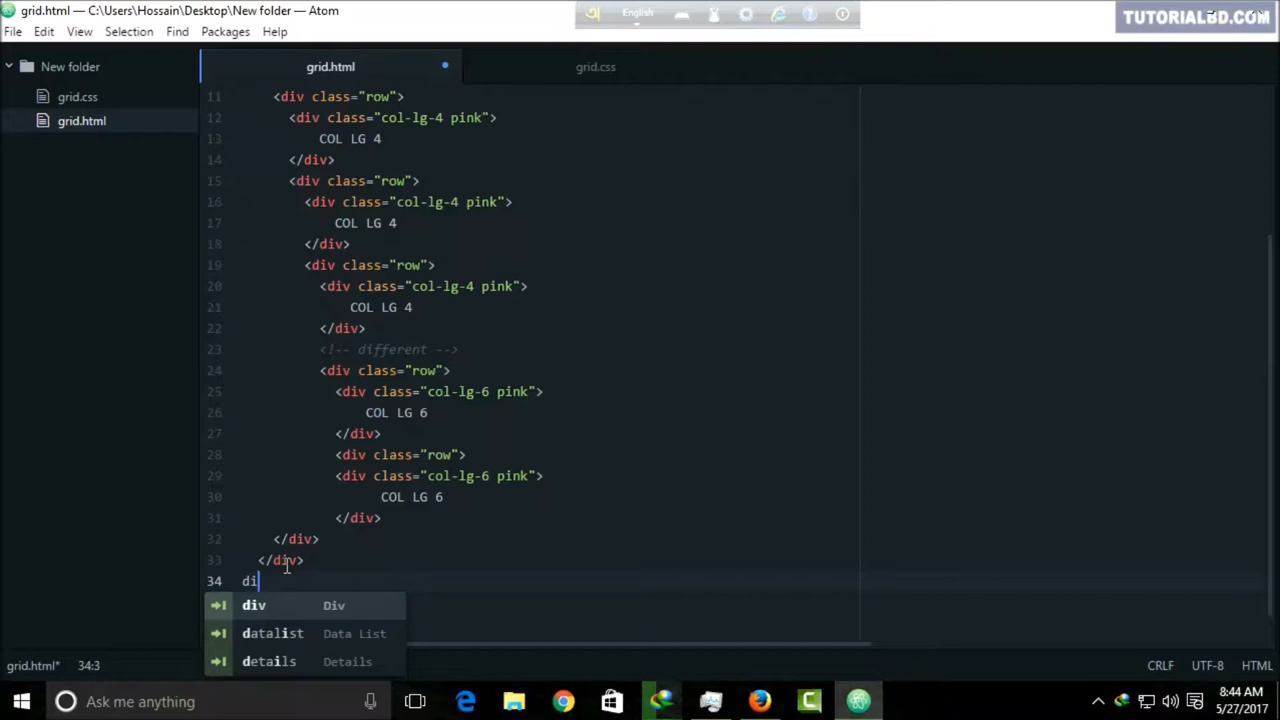 grid.html — C:\Users\Hossain\Desktop\New folder — Atom
English
TUTORIALBD.COM
File Edit View Selection Find Packages Help
New folder
grid.css
grid.html
grid.html
grid.css
11 <div class="row">
12 <div class="col-lg-4 pink">
13 COL LG 4
14 </div>
15 <div class="row">
16 <div class="col-lg-4 pink">
17 COL LG 4
18 </div>
19 <div class="row">
20 <div class="col-lg-4 pink">
21 COL LG 4
22 </div>
23 <!-- different -->
24 <div class="row">
25 <div class="col-lg-6 pink">
26 COL LG 6
27 </div>
28 <div class="row">
29 <div class="col-lg-6 pink">
30 COL LG 6
31 </div>
32 </div>
33 </div>
34 di
div Div
datalist Data List
details Details
grid.html* 34:3 CRLF UTF-8 HTML
Ask me anything
8:44 AM
5/27/2017